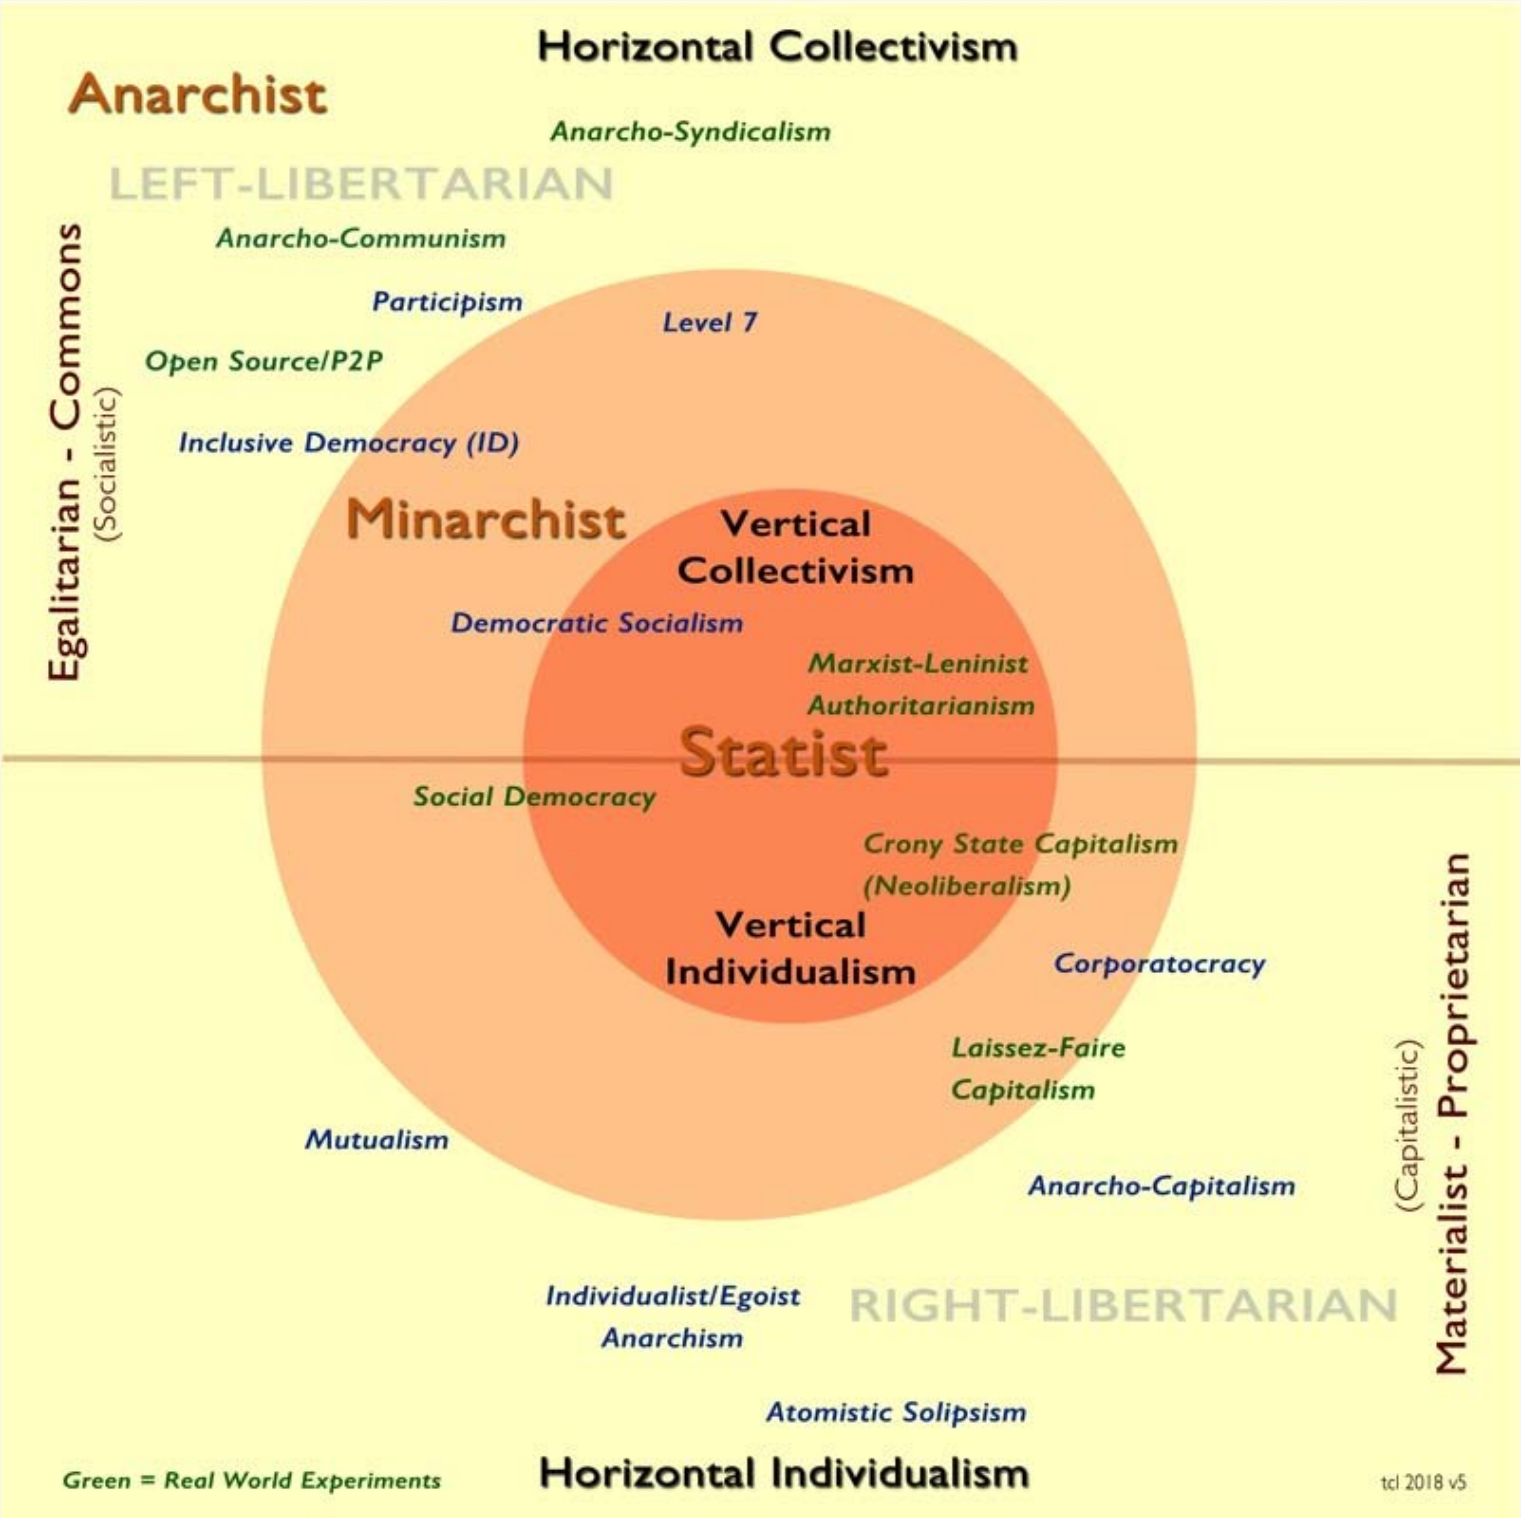 Horizontal Collectivism
Anarchist
Anarcho-Syndicalism
LEFT-LIBERTARIAN
Anarcho-Communism
Participism
Level 7
Open Source/P2P
Egalitarian - Commons
(Socialistic)
Inclusive Democracy (ID)
Minarchist
Vertical
Collectivism
Democratic Socialism
Marxist-Leninist
Authoritarianism
Statist
Social Democracy
Crony State Capitalism
(Neoliberalism)
Vertical
Individualism
Corporatocracy
Laissez-Faire
Capitalism
(Capitalistic)
Materialist - Proprietarian
Mutualism
Anarcho-Capitalism
Individualist/Egoist
Anarchism
RIGHT-LIBERTARIAN
Atomistic Solipsism
Horizontal Individualism
Green = Real World Experiments
tcl 2018 v5